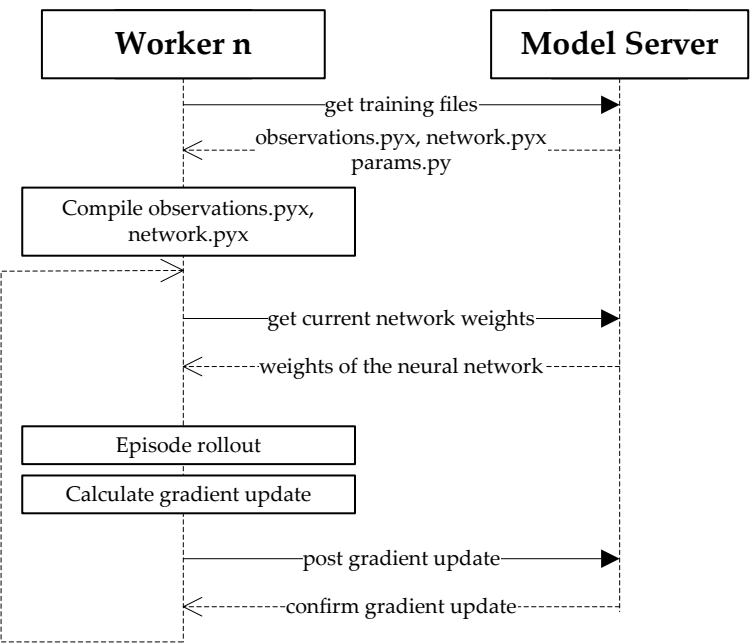 Worker n
Model Server
get training files
observations.pyx, network.pyx
params.py
Compile observations.pyx,
network.pyx
get current network weights
weights of the neural network
Episode rollout
Calculate gradient update
post gradient update
confirm gradient update